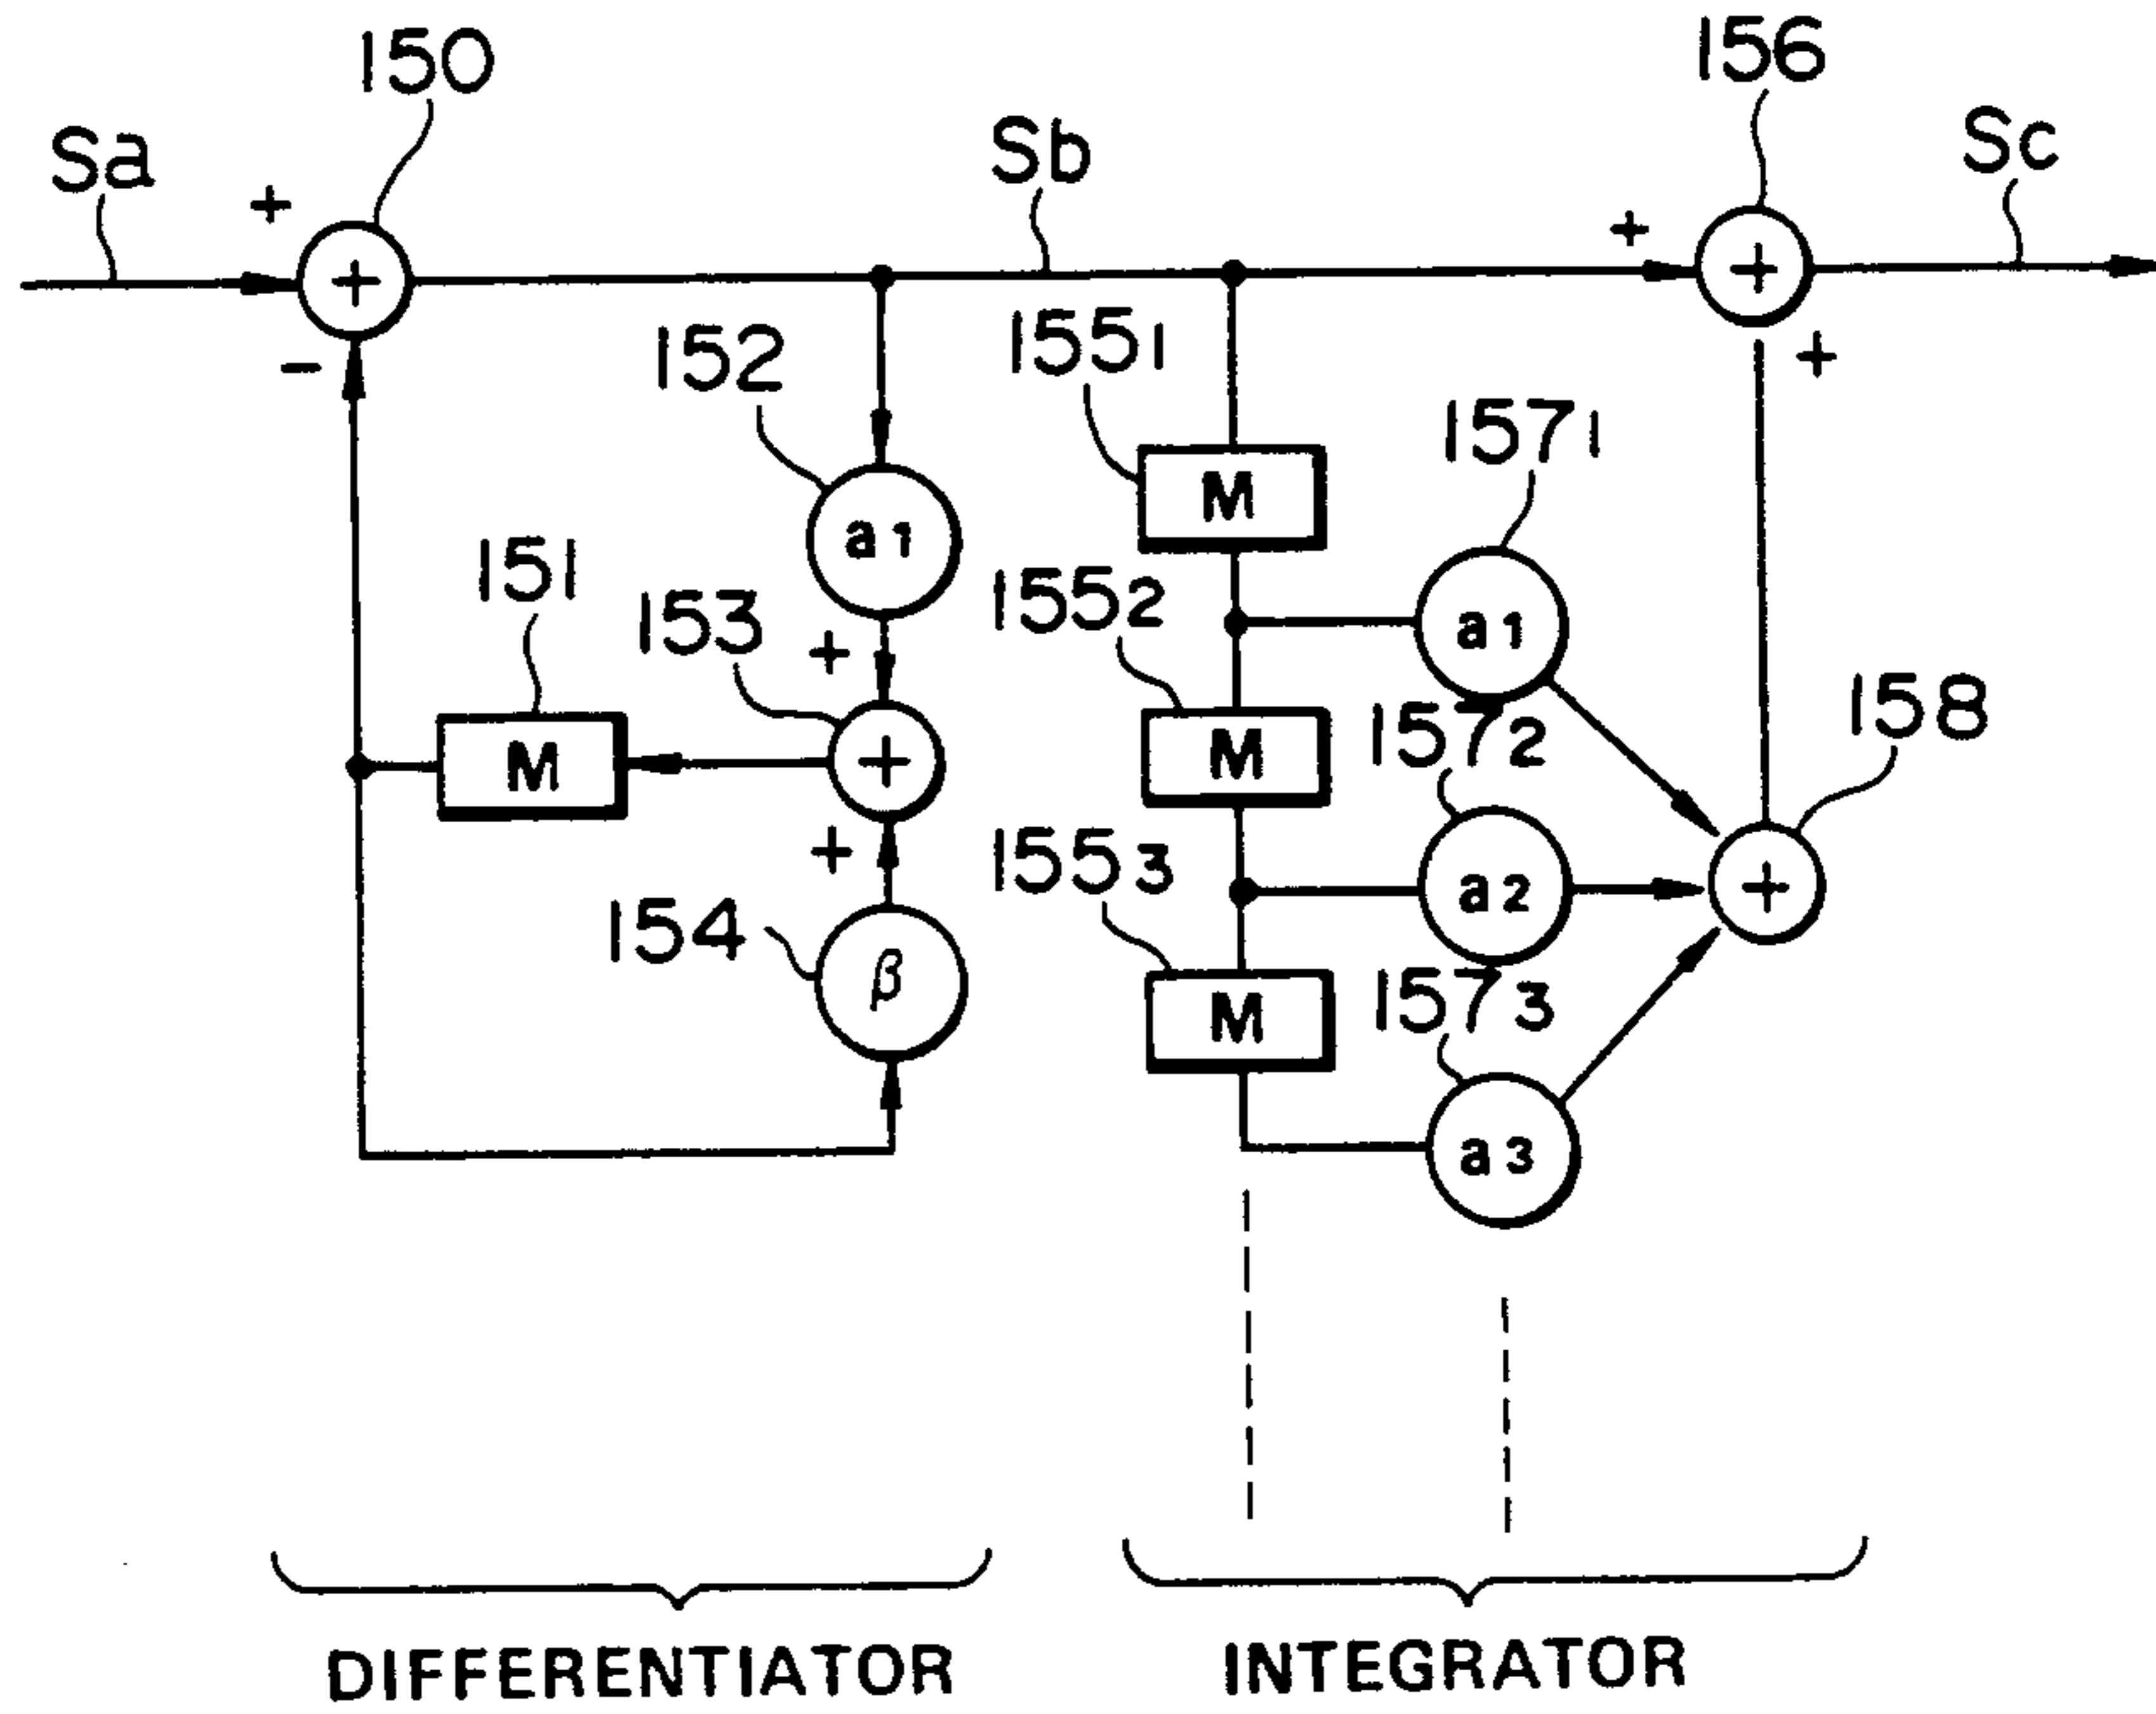 150
156
Sa
Sb
Sc
+
+
+
+
−
+
152
155₁
157₁
a1
M
a1
151
153
155₂
157₂
158
+
M
+
M
+
154
155₃
a2
+
β
M
157₃
a3
DIFFERENTIATOR
INTEGRATOR